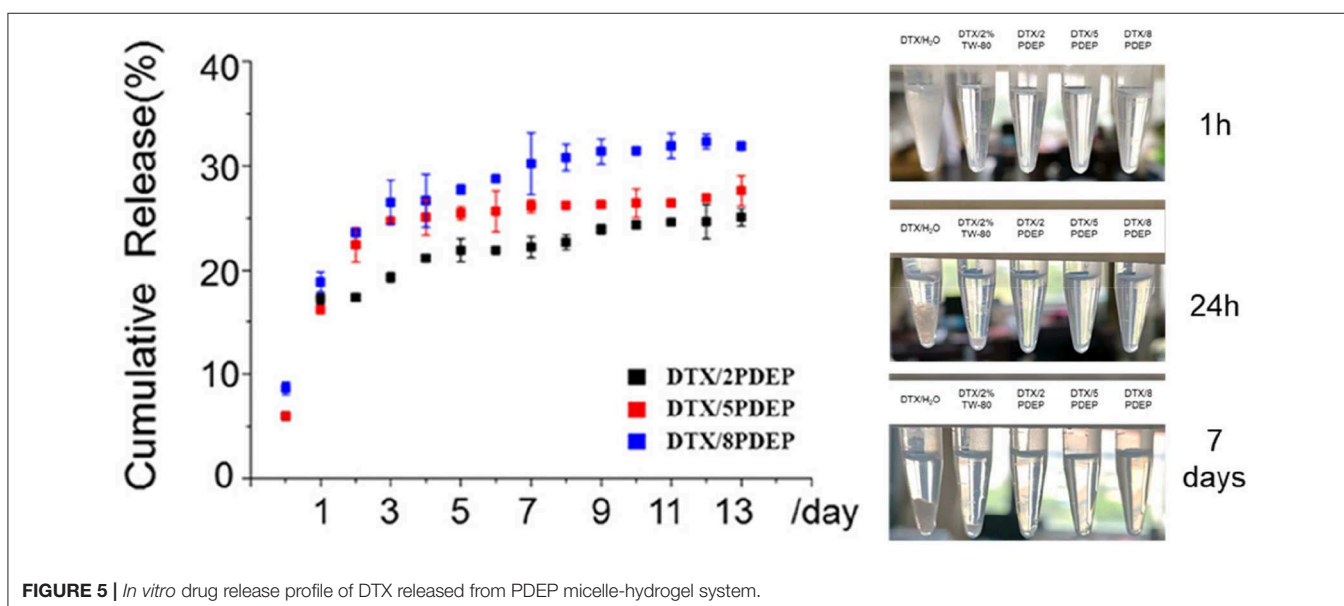 Cumulative Release(%)
40
30
20
10
0
1 3 5 7 9 11 13 /day
DTX/2PDEP
DTX/5PDEP
DTX/8PDEP
DTX/H₂O DTX/2% TW-80 DTX/2 PDEP DTX/5 PDEP DTX/8 PDEP
1h
DTX/H₂O DTX/2% TW-80 DTX/2 PDEP DTX/5 PDEP DTX/8 PDEP
24h
DTX/H₂O DTX/2% TW-80 DTX/2 PDEP DTX/5 PDEP DTX/8 PDEP
7
days
FIGURE 5 | In vitro drug release profile of DTX released from PDEP micelle-hydrogel system.